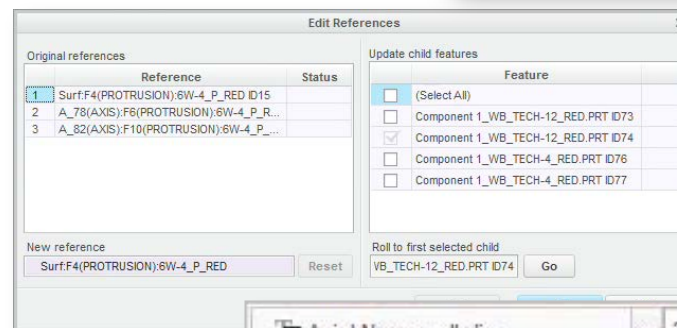 Edit References
Original references
Reference Status
1 Surf:F4(PROTRUSION):6W-4_P_RED ID15
2 A_78(AXIS):F6(PROTRUSION):6W-4_P_R...
3 A_82(AXIS):F10(PROTRUSION):6W-4_P_...
New reference
Surf:F4(PROTRUSION):6W-4_P_RED Reset
Update child features
Feature
(Select All)
Component 1_WB_TECH-12_RED.PRT ID73
Component 1_WB_TECH-12_RED.PRT ID74
Component 1_WB_TECH-4_RED.PRT ID76
Component 1_WB_TECH-4_RED.PRT ID77
Roll to first selected child
VB_TECH-12_RED.PRT ID74 Go